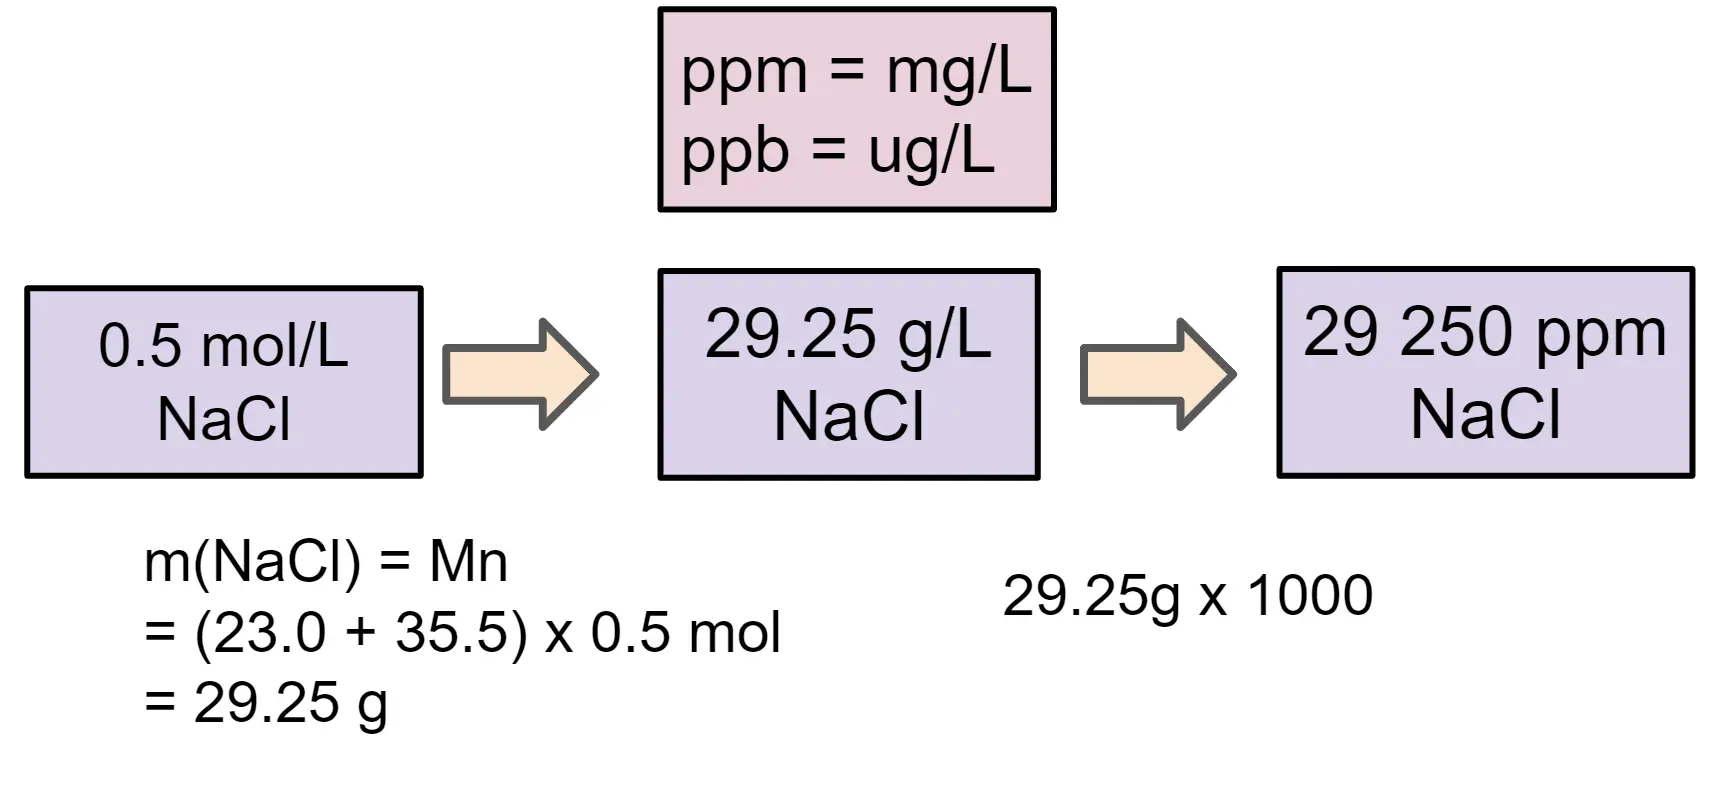 ppm = mg/L
ppb = ug/L
0.5 mol/L
NaCl
29.25 g/L
NaCl
29 250 ppm
NaCl
m(NaCl) = Mn
= (23.0 + 35.5) x 0.5 mol
= 29.25 g
29.25g x 1000